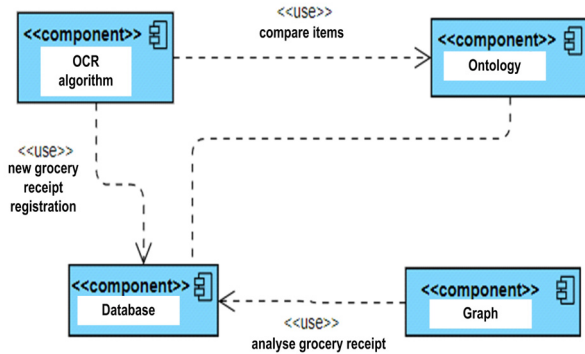 <<use>>
compare items
<<component>>
OCR
algorithm
<<component>>
Ontology
<<use>>
new grocery
receipt
registration
<<component>>
Database
<<component>>
Graph
<<use>>
analyse grocery receipt